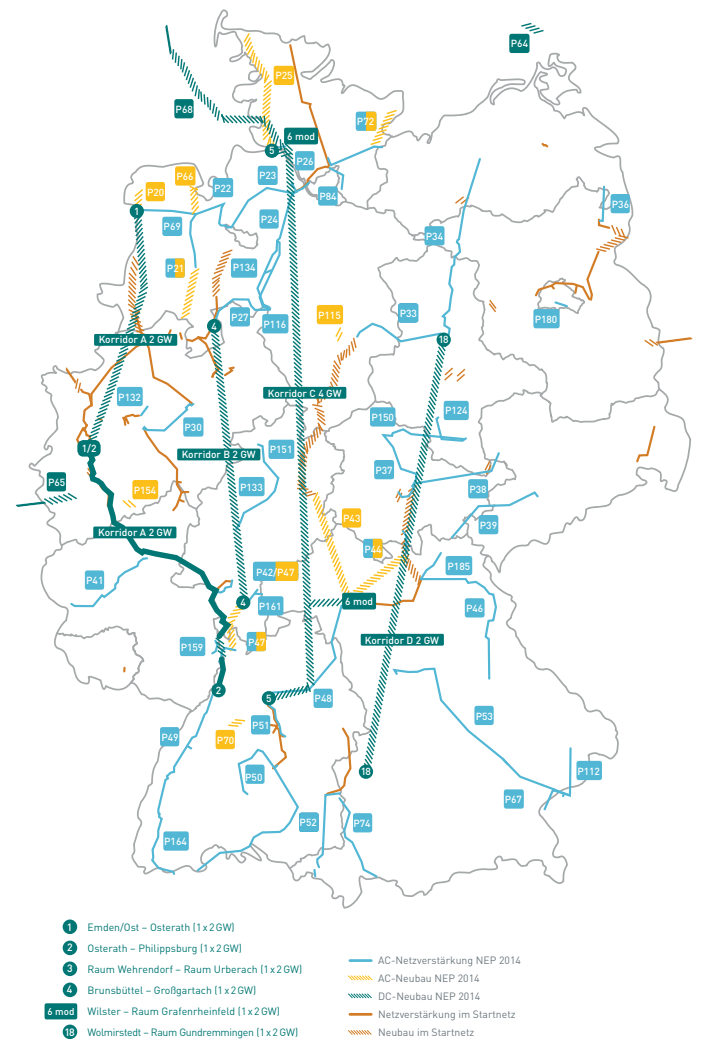 P64
P25
P68
P72
6 mod
5
P26
P66
P23
P22
P20
P84
P36
1
P69
P24
P34
P21
P134
P180
P27
P116
P115
P33
4
18
Korridor A 2 GW
Korridor C 4 GW
P132
P124
P150
P30
1/2
P151
Korridor B 2 GW
P37
P65
P133
P154
P38
P43
P39
Korridor A 2 GW
P44
P185
P41
P42/P47
4
P161
6 mod
P46
P159
P47
Korridor D 2 GW
2
5
P48
P53
P49
P51
P70
P50
18
P112
P67
P52
P74
P164
1 Emden/Ost – Osterath (1 x 2 GW)
2 Osterath – Philippsburg (1 x 2 GW)
3 Raum Wehrendorf – Raum Urberach (1 x 2 GW)
4 Brunsbüttel – Großgartach (1 x 2 GW)
6 mod Wilster – Raum Grafenrheinfeld (1 x 2 GW)
18 Wolmirstedt – Raum Gundremmingen (1 x 2 GW)
AC-Netzverstärkung NEP 2014
AC-Neubau NEP 2014
DC-Neubau NEP 2014
Netzverstärkung im Startnetz
Neubau im Startnetz